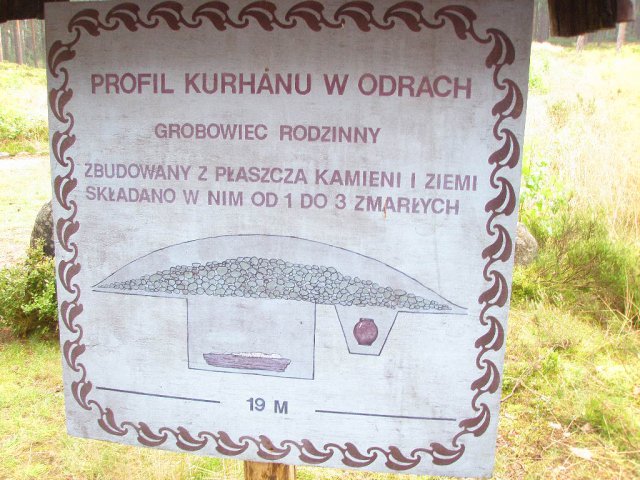 PROFIL KURHANU W ODRACH
GROBOWIEC RODZINNY
ZBUDOWANY Z PŁASZCZA KAMIENI I ZIEMI
SKŁADANO W NIM OD 1 DO 3 ZMARŁYCH
19 M